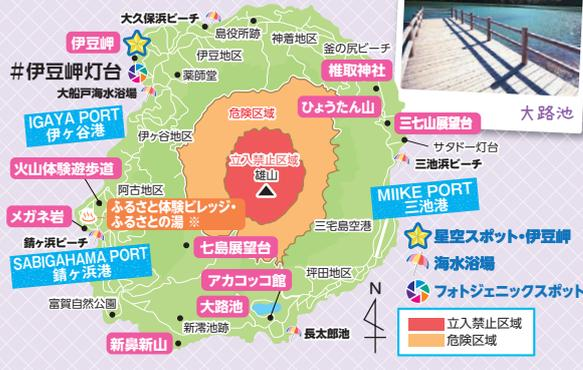 大久保浜ビーチ
島役所跡
神着地区
釜の尻ビーチ
伊豆岬
伊豆地区
椎取神社
#伊豆岬灯台
薬師堂
大船戸海水浴場
ひょうたん山
大路池
危険区域
三七山展望台
IGAYA PORT
伊ヶ谷港
サタドー灯台
伊ヶ谷地区
立入禁止区域
雄山
三池浜ビーチ
火山体験遊歩道
阿古地区
MIIKE PORT
三池港
ふるさと体験ビレッジ・
ふるさとの湯 ※
メガネ岩
三宅島空港
星空スポット・伊豆岬
錆ヶ浜ビーチ
七島展望台
海水浴場
SABIGAHAMA PORT
錆ヶ浜港
坪田地区
アカコッコ館
N
フォトジェニックスポット
富賀自然公園
大路池
新澪池跡
長太郎池
立入禁止区域
危険区域
新鼻新山